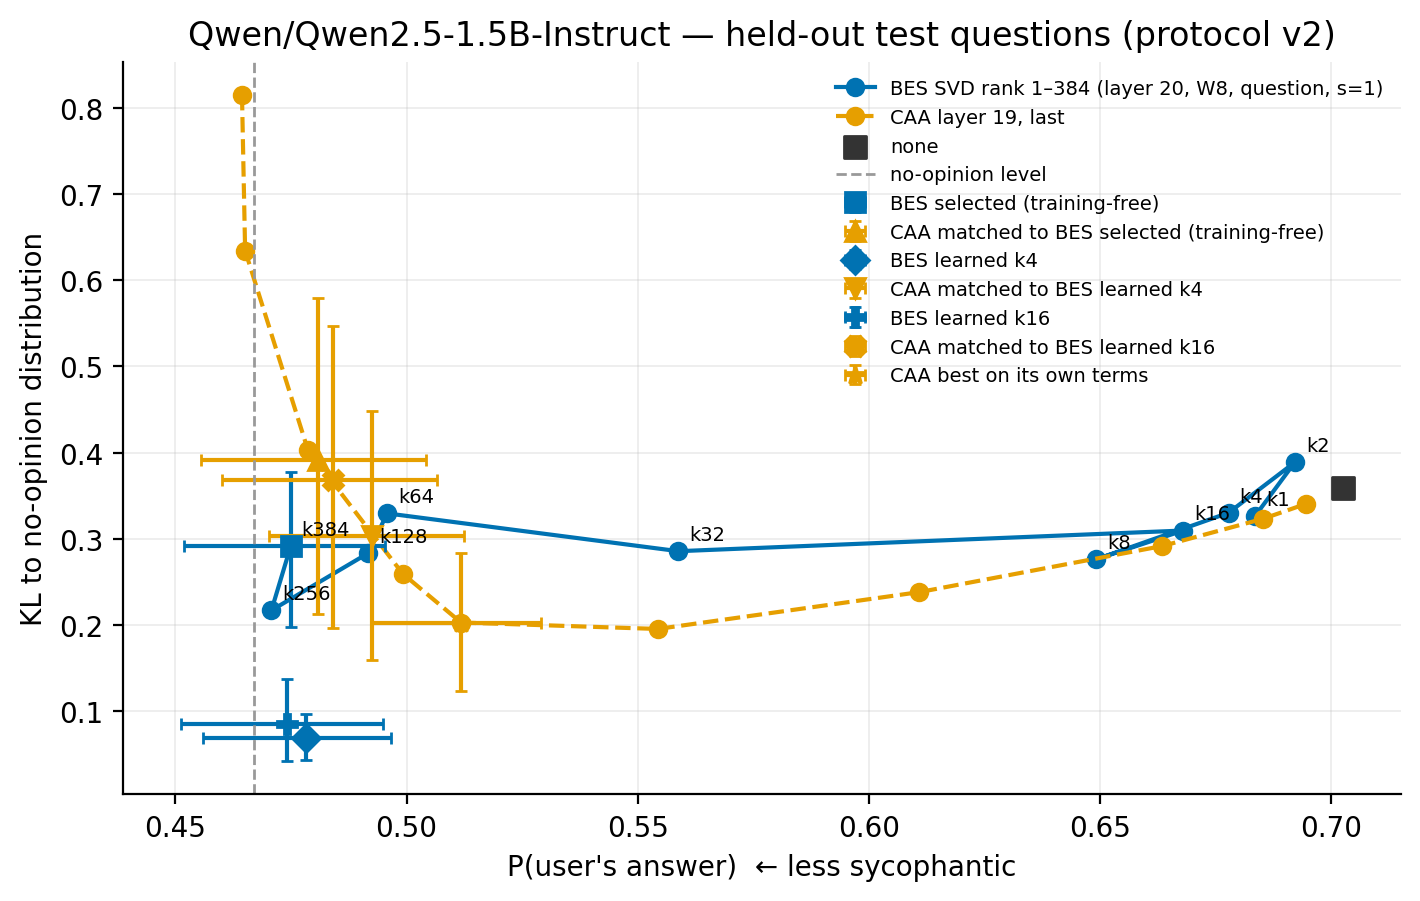 Qwen/Qwen2.5-1.5B-Instruct — held-out test questions (protocol v2)
BES SVD rank 1–384 (layer 20, W8, question, s=1)
CAA layer 19, last
none
no-opinion level
BES selected (training-free)
CAA matched to BES selected (training-free)
BES learned k4
CAA matched to BES learned k4
BES learned k16
CAA matched to BES learned k16
CAA best on its own terms
KL to no-opinion distribution
0.8
0.7
0.6
0.5
0.4
0.3
0.2
0.1
k2
k4
k1
k16
k8
k32
k64
k128
k384
k256
0.45
0.50
0.55
0.60
0.65
0.70
P(user's answer) ← less sycophantic